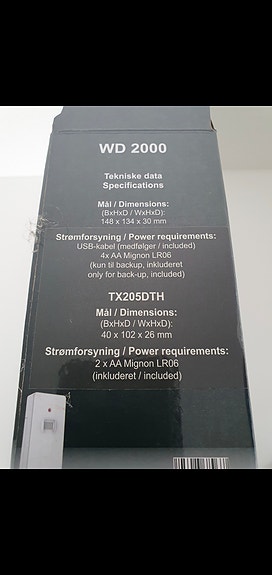 WD 2000
Tekniske data
Specifications
Mål / Dimensions:
(BxHxD / WxHxD):
148 x 134 x 30 mm
Strømforsyning / Power requirements:
USB-kabel (medfølger / included)
4x AA Mignon LR06
(kun til backup, inkluderet
only for back-up, included)
TX205DTH
Mål / Dimensions:
(BxHxD / WxHxD):
40 x 102 x 26 mm
Strømforsyning / Power requirements:
2 x AA Mignon LR06
(inkluderet / included)